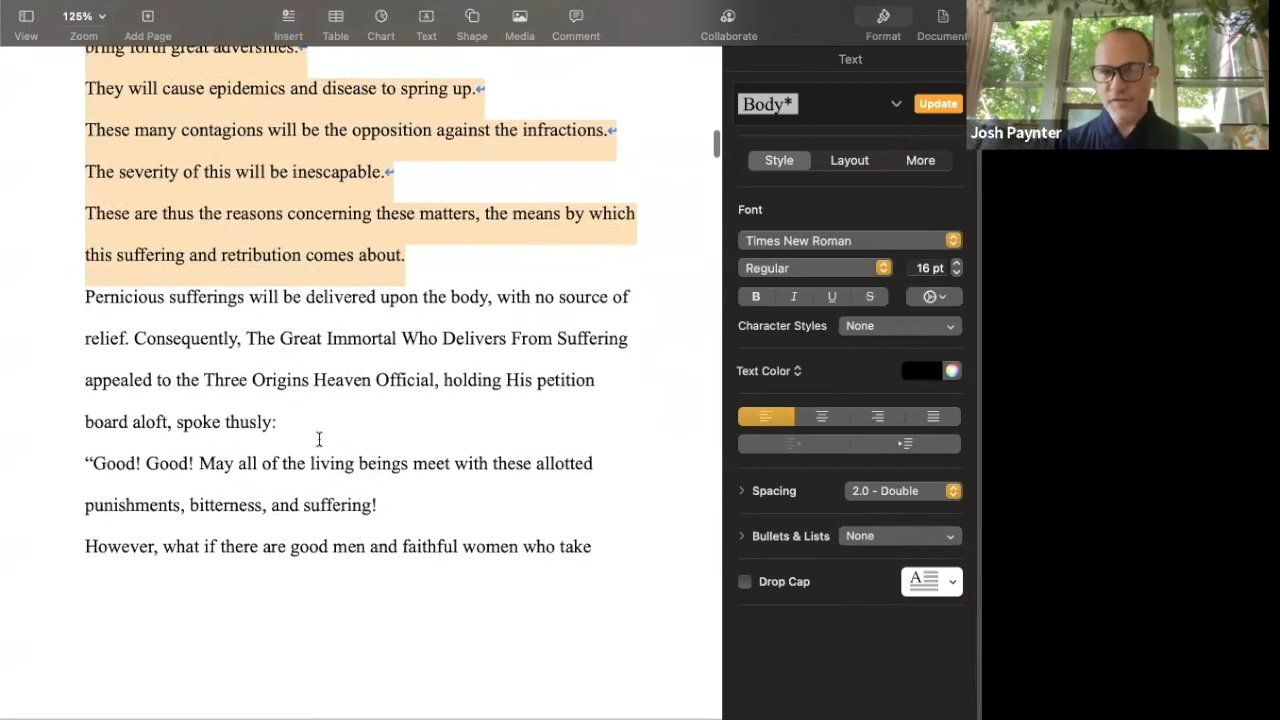 125%
View
Zoom
Add Page
Insert
Table
Chart
Text
Shape
Media
Comment
Collaborate
Format
Document
bring forth great adversities.
They will cause epidemics and disease to spring up.
These many contagions will be the opposition against the infractions.
The severity of this will be inescapable.
These are thus the reasons concerning these matters, the means by which
this suffering and retribution comes about.
Pernicious sufferings will be delivered upon the body, with no source of
relief. Consequently, The Great Immortal Who Delivers From Suffering
appealed to the Three Origins Heaven Official, holding His petition
board aloft, spoke thusly:
“Good! Good! May all of the living beings meet with these allotted
punishments, bitterness, and suffering!
However, what if there are good men and faithful women who take
Text
Body*
Update
Style
Layout
More
Font
Times New Roman
Regular
16 pt
B I U S
Character Styles
None
Text Color
Spacing
2.0 - Double
Bullets & Lists
None
Drop Cap
A
Josh Paynter